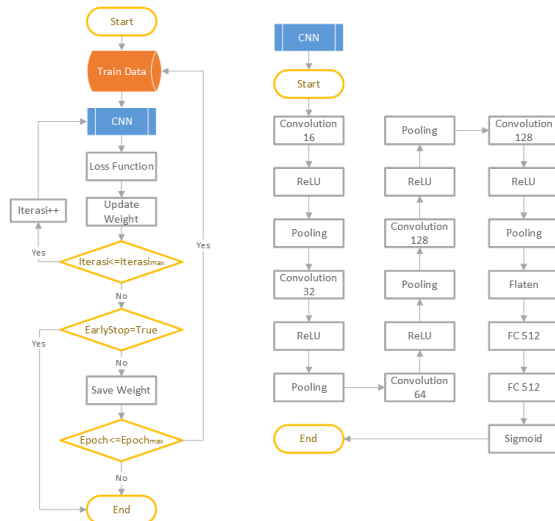 Start
Train Data
CNN
Loss Function
Update
Weight
Iterasi++
Yes
Iterasi<=Iterasimax
No
EarlyStop=True
Yes
No
Save Weight
Epoch<=Epochmax
Yes
No
End
CNN
Start
Convolution
16
ReLU
Pooling
Convolution
32
ReLU
Pooling
Convolution
64
ReLU
Pooling
Convolution
128
ReLU
Pooling
Convolution
128
ReLU
Pooling
Flaten
FC 512
FC 512
Sigmoid
End